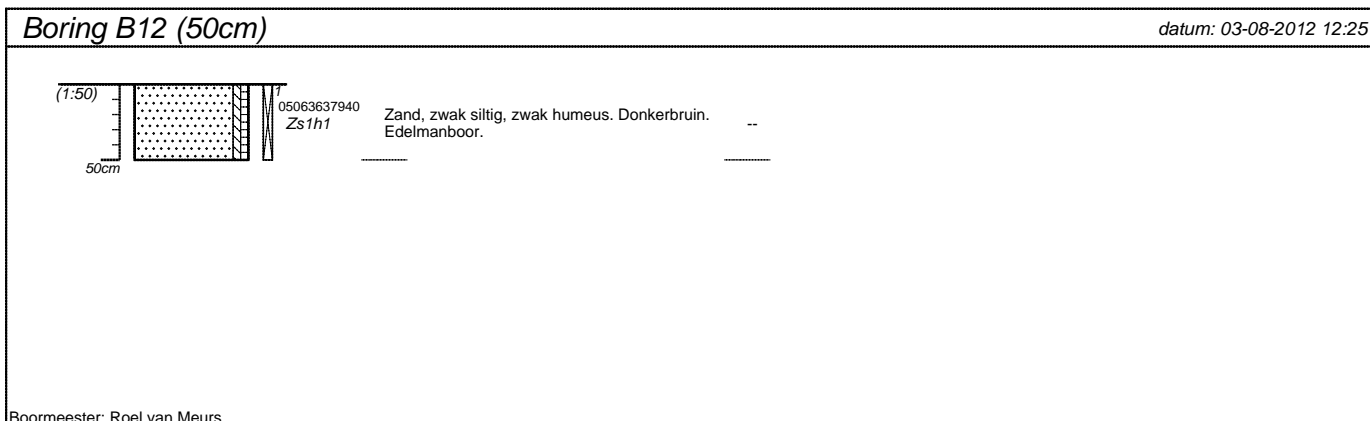 Boring B12 (50cm)
datum: 03-08-2012 12:25
(1:50)
1
05063637940
Zs1h1
Zand, zwak siltig, zwak humeus. Donkerbruin.
Edelmanboor.
--
50cm
Boormeester: Roel van Meurs